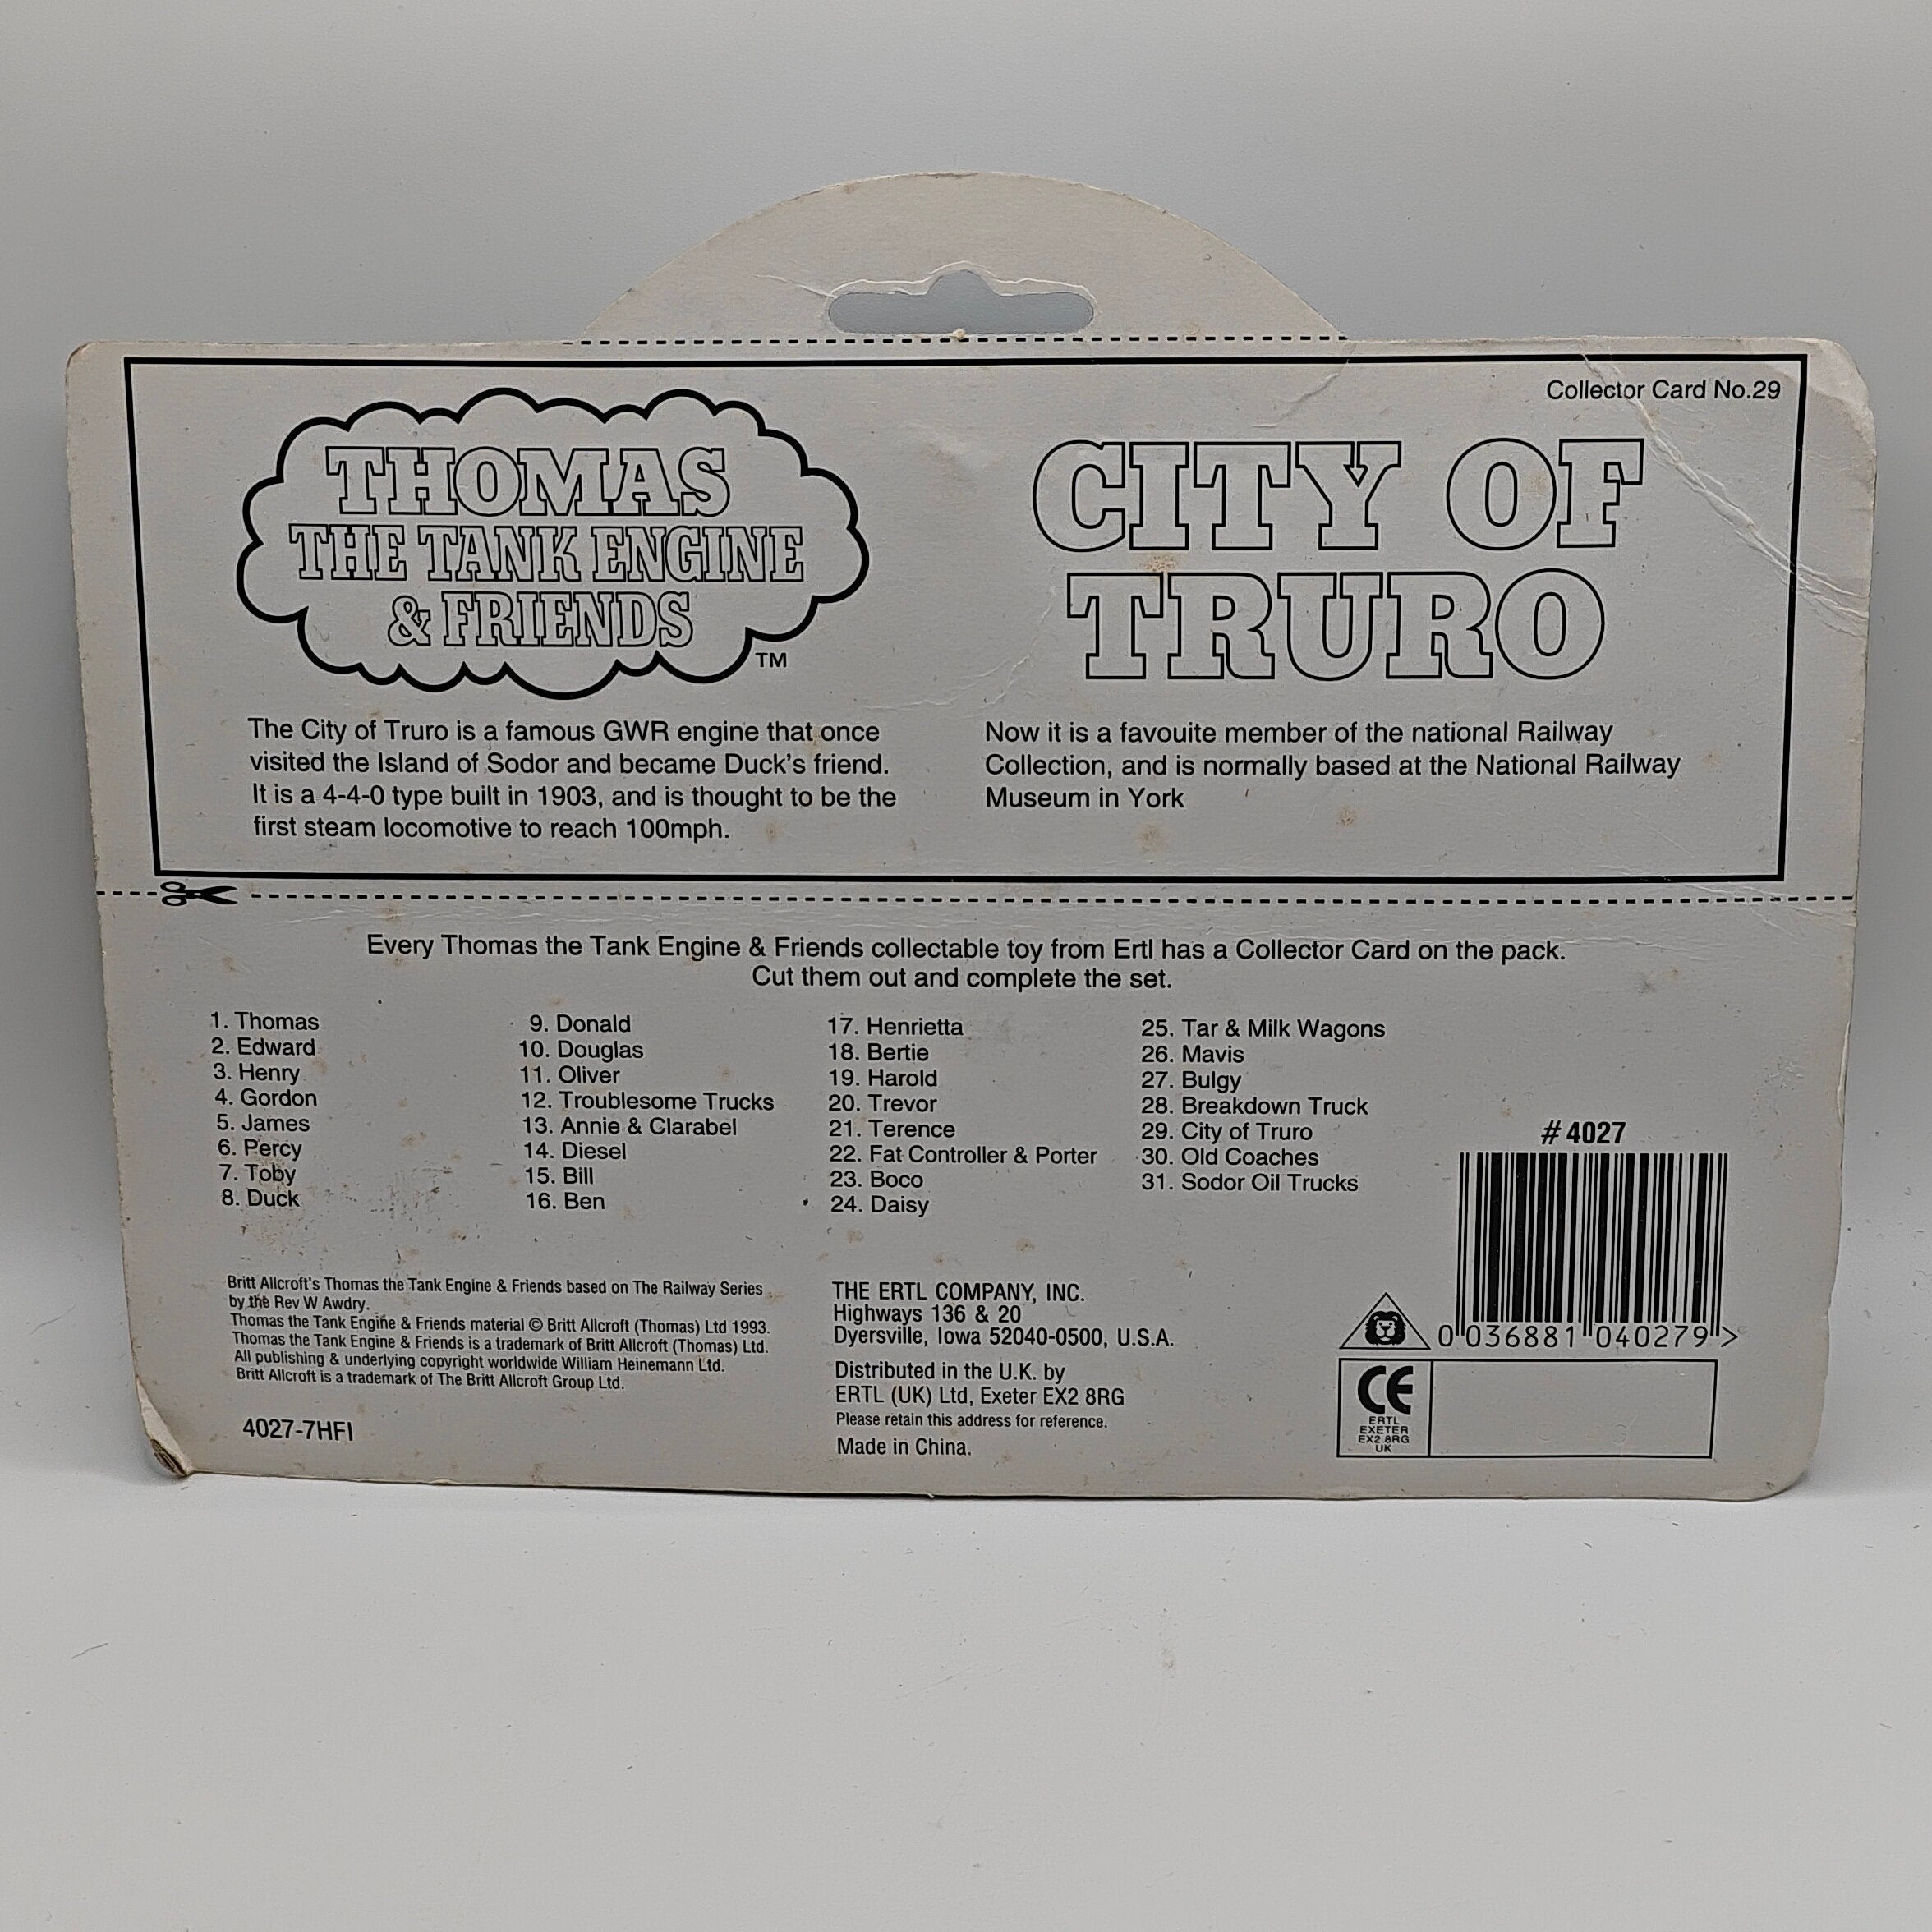 Collector Card No.29
THOMAS
THE TANK ENGINE
& FRIENDS
TM
CITY OF
TRURO
The City of Truro is a famous GWR engine that once
visited the Island of Sodor and became Duck's friend.
It is a 4-4-0 type built in 1903, and is thought to be the
first steam locomotive to reach 100mph.
Now it is a favouite member of the national Railway
Collection, and is normally based at the National Railway
Museum in York
Every Thomas the Tank Engine & Friends collectable toy from Ertl has a Collector Card on the pack.
Cut them out and complete the set.
1. Thomas
2. Edward
3. Henry
4. Gordon
5. James
6. Percy
7. Toby
8. Duck
9. Donald
10. Douglas
11. Oliver
12. Troublesome Trucks
13. Annie & Clarabel
14. Diesel
15. Bill
16. Ben
17. Henrietta
18. Bertie
19. Harold
20. Trevor
21. Terence
22. Fat Controller & Porter
23. Boco
24. Daisy
25. Tar & Milk Wagons
26. Mavis
27. Bulgy
28. Breakdown Truck
29. City of Truro
30. Old Coaches
31. Sodor Oil Trucks
# 4027
0 036881 040279 >
Britt Allcroft's Thomas the Tank Engine & Friends based on The Railway Series
by the Rev W Awdry.
Thomas the Tank Engine & Friends material © Britt Allcroft (Thomas) Ltd 1993.
Thomas the Tank Engine & Friends is a trademark of Britt Allcroft (Thomas) Ltd.
All publishing & underlying copyright worldwide William Heinemann Ltd.
Britt Allcroft is a trademark of The Britt Allcroft Group Ltd.
4027-7HFI
THE ERTL COMPANY, INC.
Highways 136 & 20
Dyersville, Iowa 52040-0500, U.S.A.
Distributed in the U.K. by
ERTL (UK) Ltd, Exeter EX2 8RG
Please retain this address for reference.
Made in China.
CE
ERTL
EXETER
EX2 8RG
UK